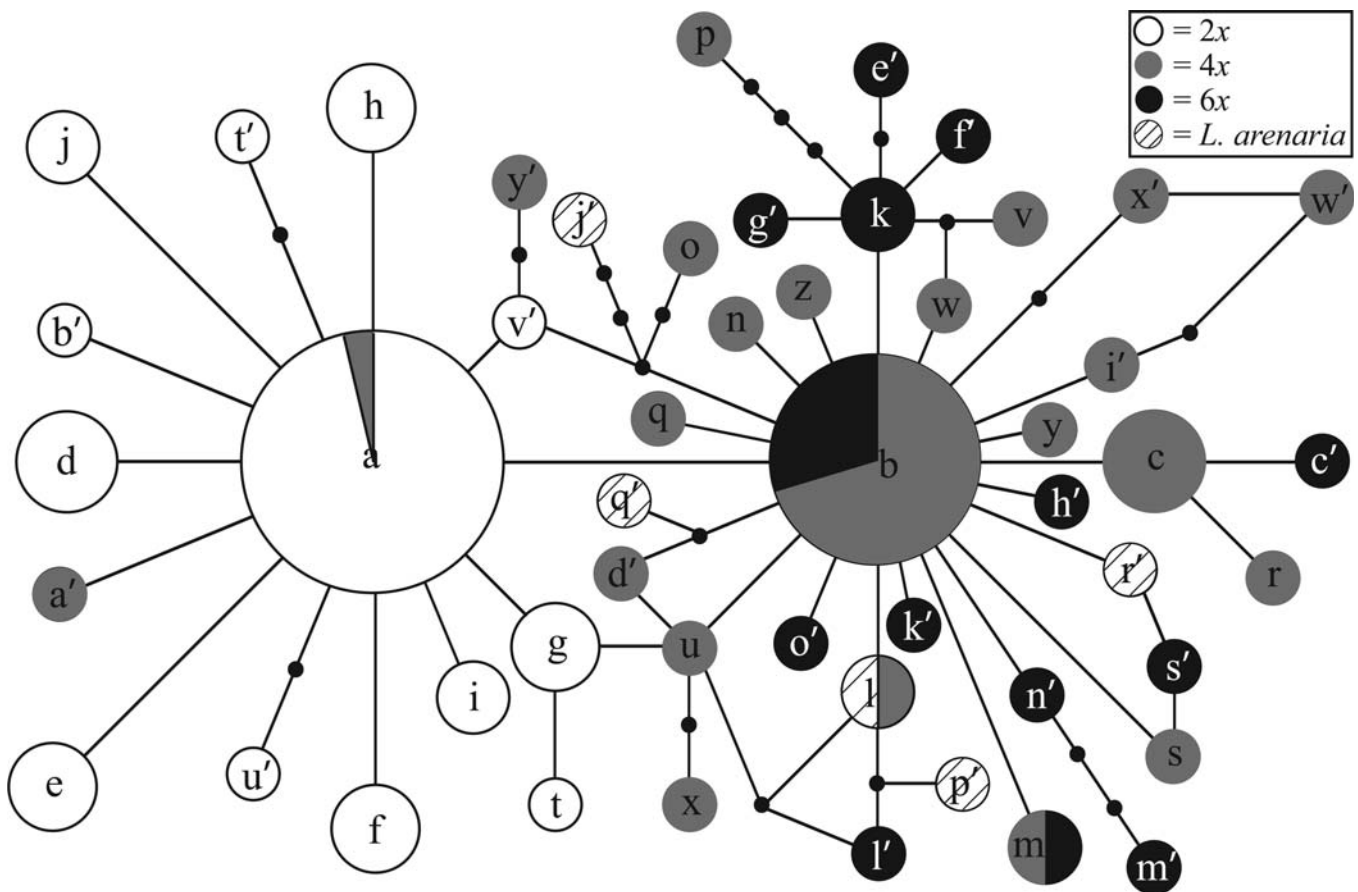 = 2x
= 4x
= 6x
= L. arenaria
p
e′
h
j
t′
f′
y′
j′
x′
w′
g′
k
v
o
z
w
b′
v′
n
i′
q
y
d
a
b
c
c′
q′
h′
a′
d′
r′
r
g
u
o′
k′
i
l
n′
s′
s
e
u′
t
x
p′
f
l′
m
m′